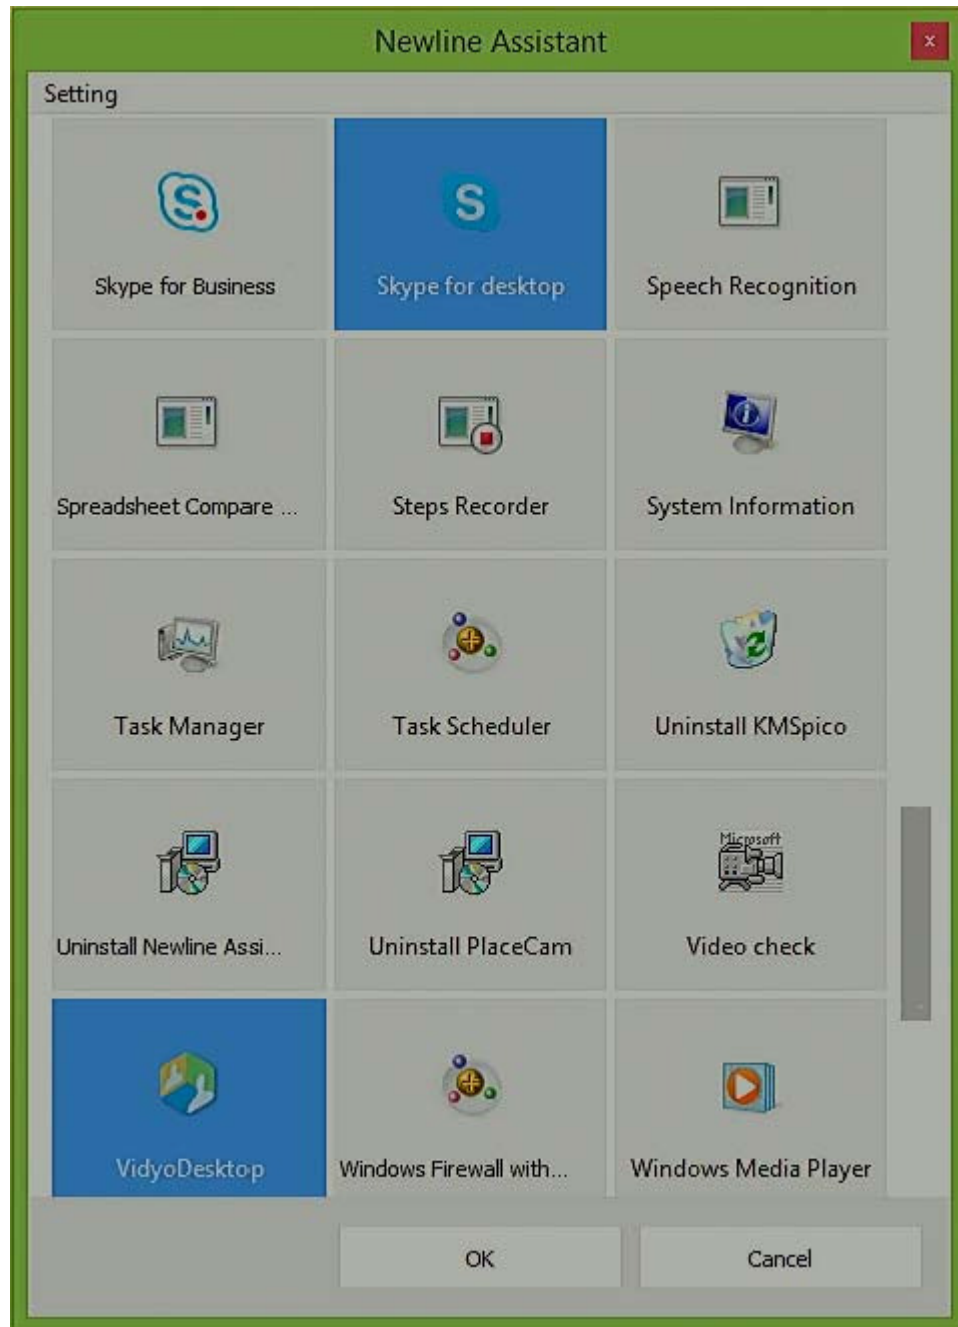 Newline Assistant
x
Setting
S
S
Skype for Business
Skype for desktop
Speech Recognition
Spreadsheet Compare ...
Steps Recorder
System Information
Task Manager
Task Scheduler
Uninstall KMSpico
Microsoft
Uninstall Newline Assi...
Uninstall PlaceCam
Video check
VidyoDesktop
Windows Firewall with...
Windows Media Player
OK
Cancel